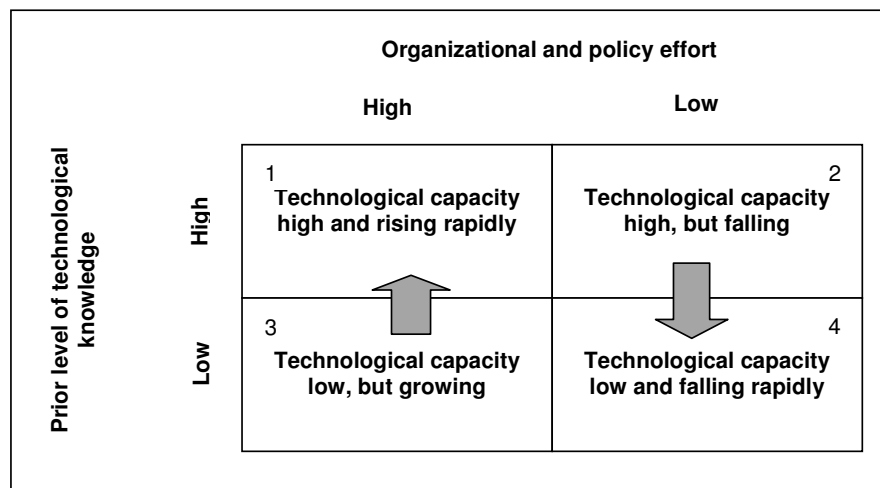 Organizational and policy effort
High
Low
Prior level of technological
knowledge
High
1
Technological capacity
high and rising rapidly
2
Technological capacity
high, but falling
Low
3
Technological capacity
low, but growing
4
Technological capacity
low and falling rapidly